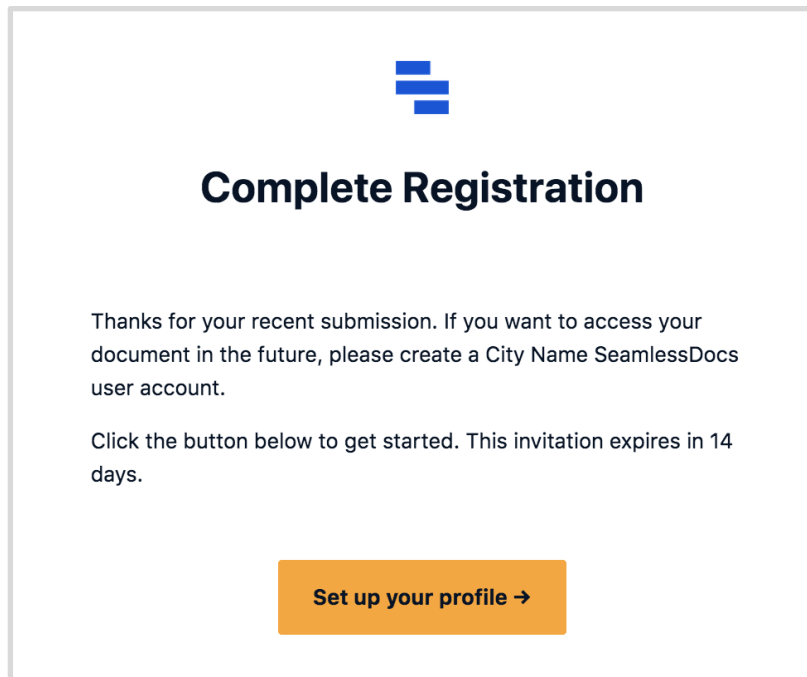 Complete Registration
Thanks for your recent submission. If you want to access your
document in the future, please create a City Name SeamlessDocs
user account.
Click the button below to get started. This invitation expires in 14
days.
Set up your profile →